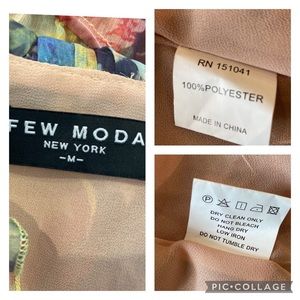 FEW MODA
NEW YORK
-M-
RN 151041
100%POLYESTER
MADE IN CHINA
DRY CLEAN ONLY
DO NOT BLEACH
HANG DRY
LOW IRON
DO NOT TUMBLE DRY
PIC•COLLAGE